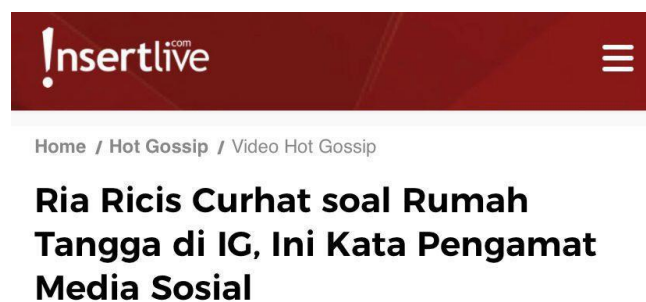 Insertlive
.com
Home / Hot Gossip / Video Hot Gossip
Ria Ricis Curhat soal Rumah
Tangga di IG, Ini Kata Pengamat
Media Sosial